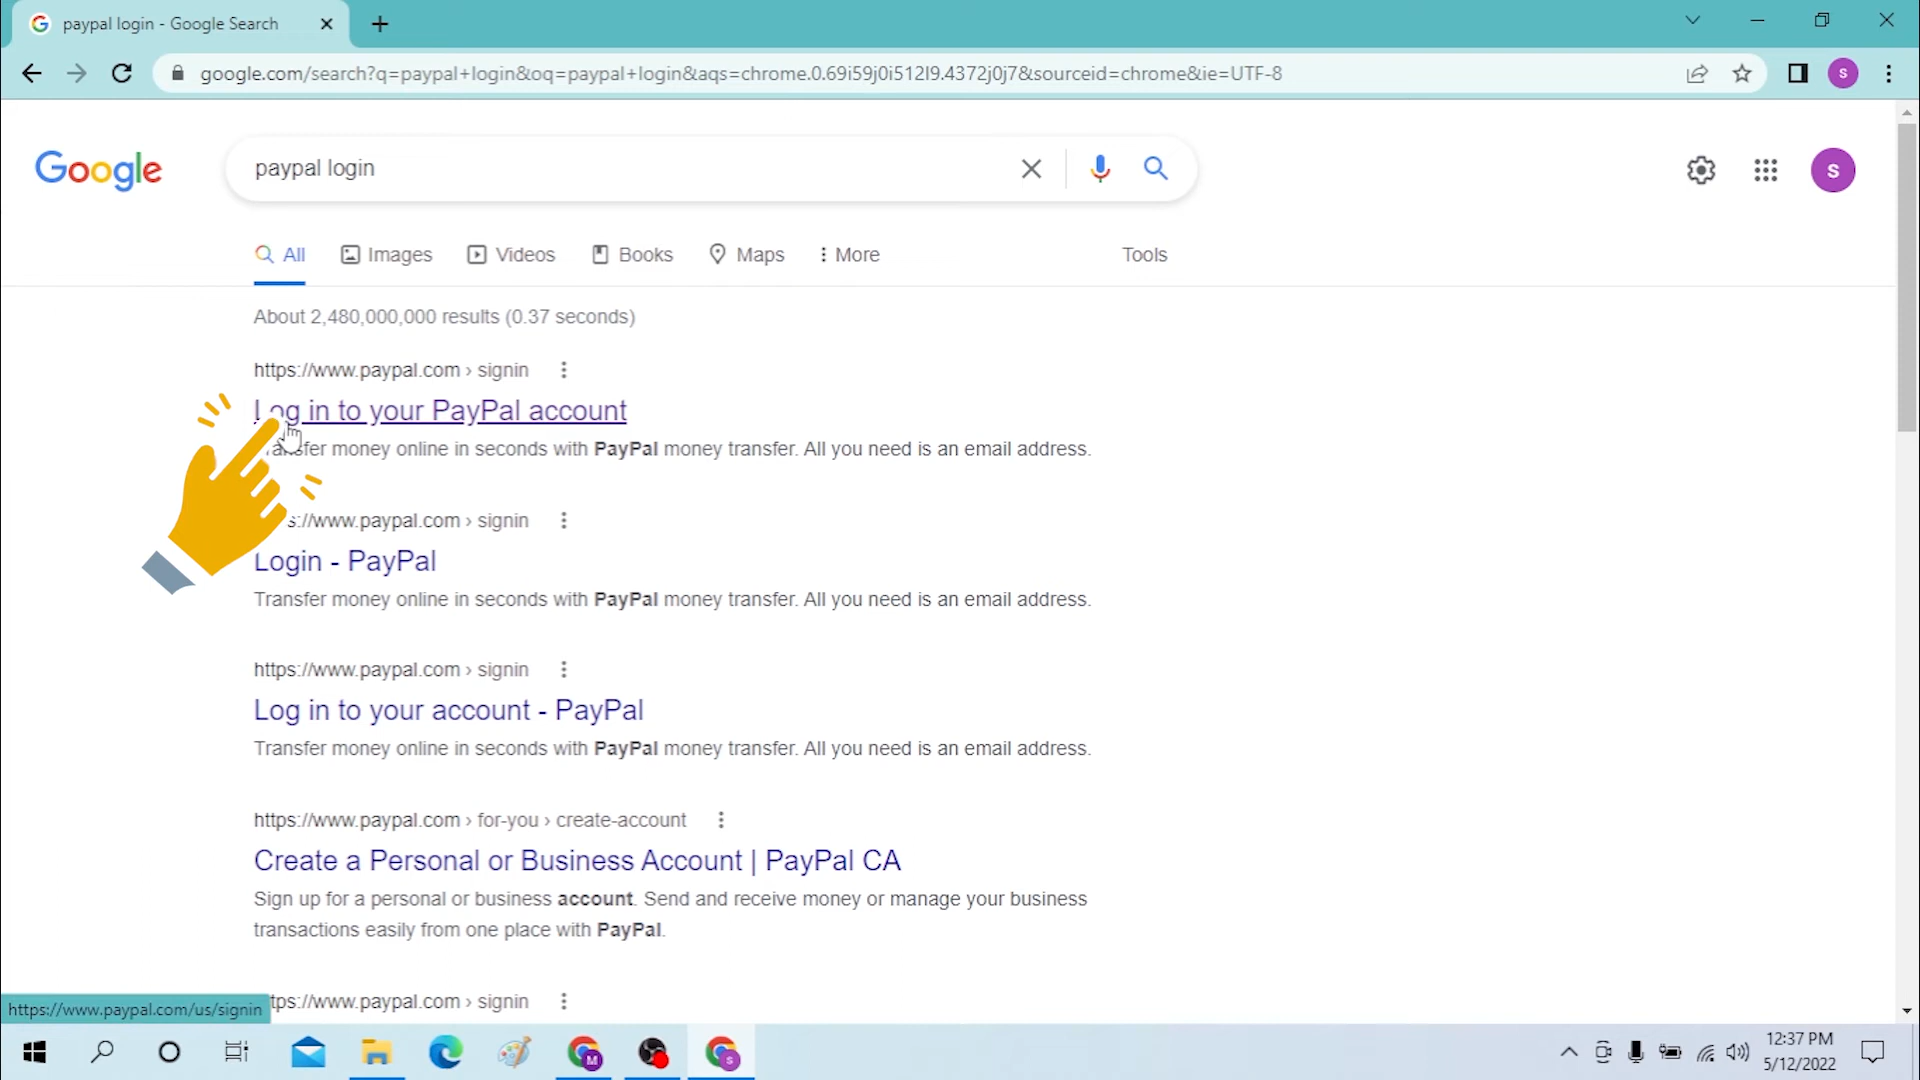 paypal login - Google Search
google.com/search?q=paypal+login&oq=paypal+login&aqs=chrome.0.69i59j0i512l9.4372j0j7&sourceid=chrome&ie=UTF-8
S
Google
paypal login
S
All
Images
Videos
Books
Maps
More
Tools
About 2,480,000,000 results (0.37 seconds)
https://www.paypal.com › signin
Log in to your PayPal account
Transfer money online in seconds with PayPal money transfer. All you need is an email address.
s://www.paypal.com › signin
Login - PayPal
Transfer money online in seconds with PayPal money transfer. All you need is an email address.
https://www.paypal.com › signin
Log in to your account - PayPal
Transfer money online in seconds with PayPal money transfer. All you need is an email address.
https://www.paypal.com › for-you › create-account
Create a Personal or Business Account | PayPal CA
Sign up for a personal or business account. Send and receive money or manage your business
transactions easily from one place with PayPal.
https://www.paypal.com/us/signin
tps://www.paypal.com › signin
M
S
12:37 PM
5/12/2022